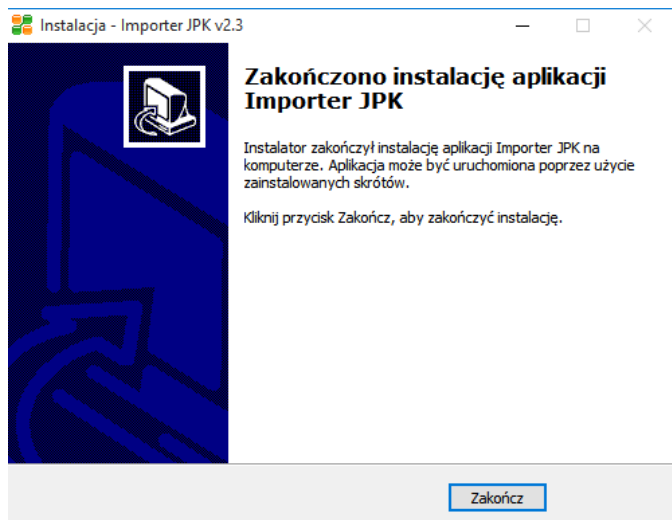 Instalacja - Importer JPK v2.3
Zakończono instalację aplikacji
Importer JPK
Instalator zakończył instalację aplikacji Importer JPK na
komputerze. Aplikacja może być uruchomiona poprzez użycie
zainstalowanych skrótów.
Kliknij przycisk Zakończ, aby zakończyć instalację.
Zakończ